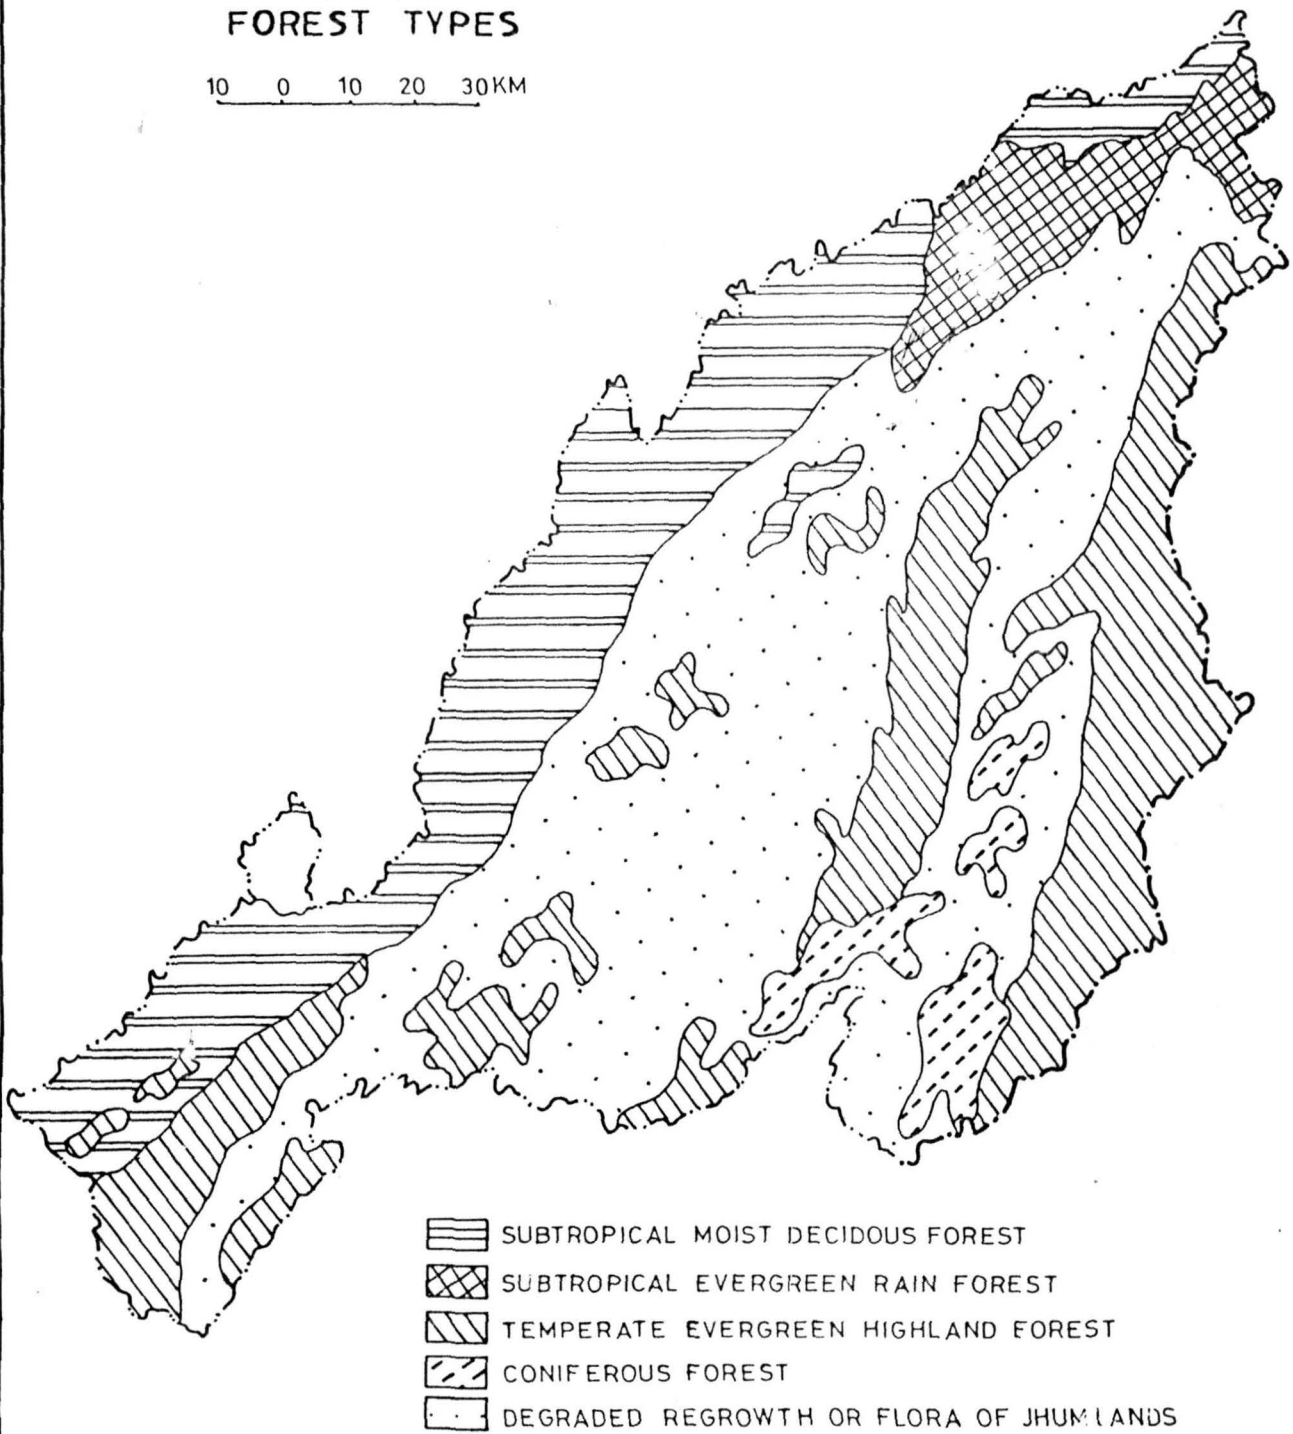 FOREST TYPES
10 0 10 20 30KM
SUBTROPICAL MOIST DECIDOUS FOREST
SUBTROPICAL EVERGREEN RAIN FOREST
TEMPERATE EVERGREEN HIGHLAND FOREST
CONIFEROUS FOREST
DEGRADED REGROWTH OR FLORA OF JHUMLANDS